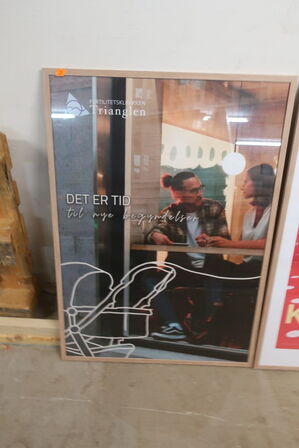 FERTILITETSKLINIKKEN
Trianglen
DET ER TID
til nye begyndelser
K